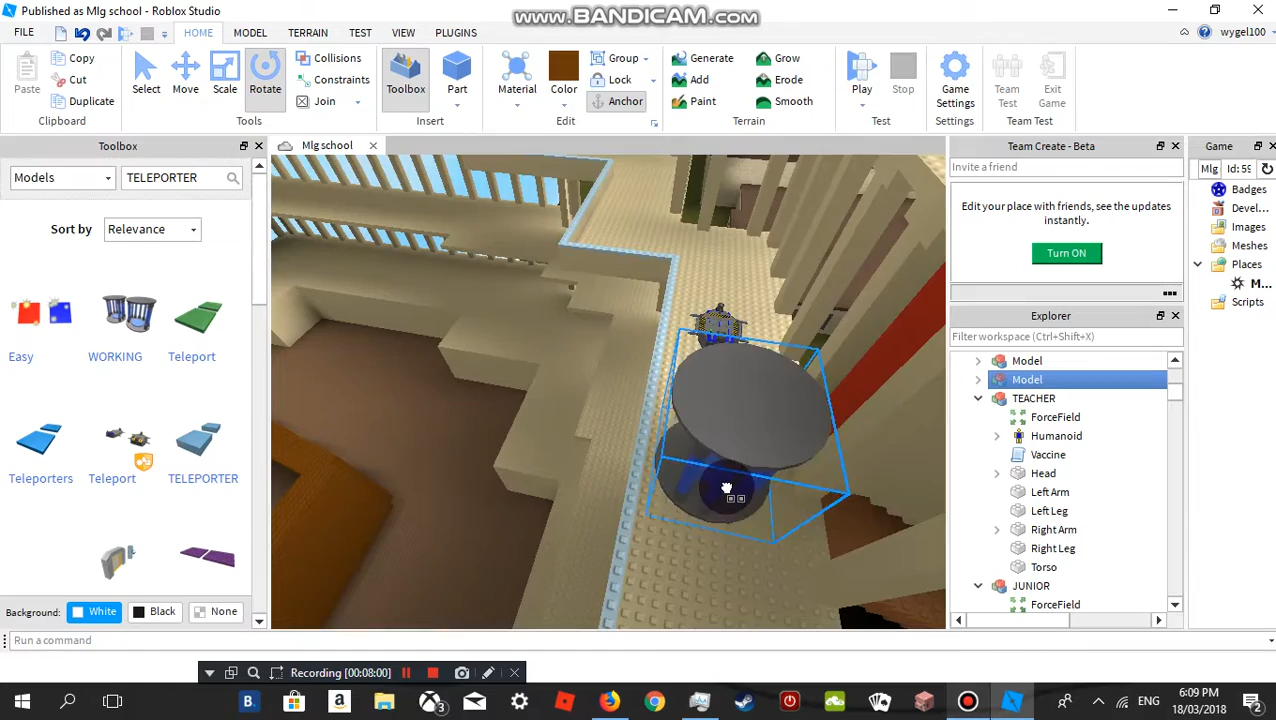 Published as Mlg school - Roblox Studio
www.BANDICAM.com
FILE
HOME
MODEL
TERRAIN
TEST
VIEW
PLUGINS
wygel100
Paste
Copy
Cut
Duplicate
Clipboard
Select
Move
Scale
Rotate
Collisions
Constraints
Join
Tools
Toolbox
Part
Insert
Material
Color
Group
Lock
Anchor
Edit
Generate
Add
Paint
Grow
Erode
Smooth
Terrain
Play
Stop
Test
Game Settings
Settings
Team Test
Exit Game
Team Test
Toolbox
Models
TELEPORTER
Sort by
Relevance
Easy
WORKING
Teleport
Teleporters
Teleport
TELEPORTER
Background:
White
Black
None
Mlg school
Team Create - Beta
Invite a friend
Edit your place with friends, see the updates
instantly.
Turn ON
Explorer
Filter workspace (Ctrl+Shift+X)
Model
Model
TEACHER
ForceField
Humanoid
Vaccine
Head
Left Arm
Left Leg
Right Arm
Right Leg
Torso
JUNIOR
ForceField
Game
Mlg
Id: 59
Badges
Devel...
Images
Meshes
Places
M...
Scripts
Run a command
Recording [00:08:00]
B.
a
3
ENG
6:09 PM
18/03/2018
2